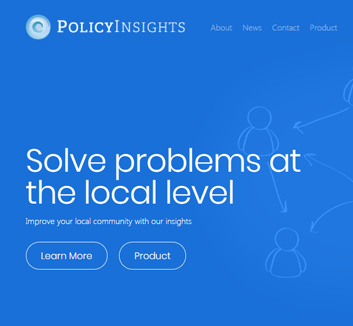 POLICYINSIGHTS
About News Contact Product
Solve problems at
the local level
Improve your local community with our insights
Learn More Product